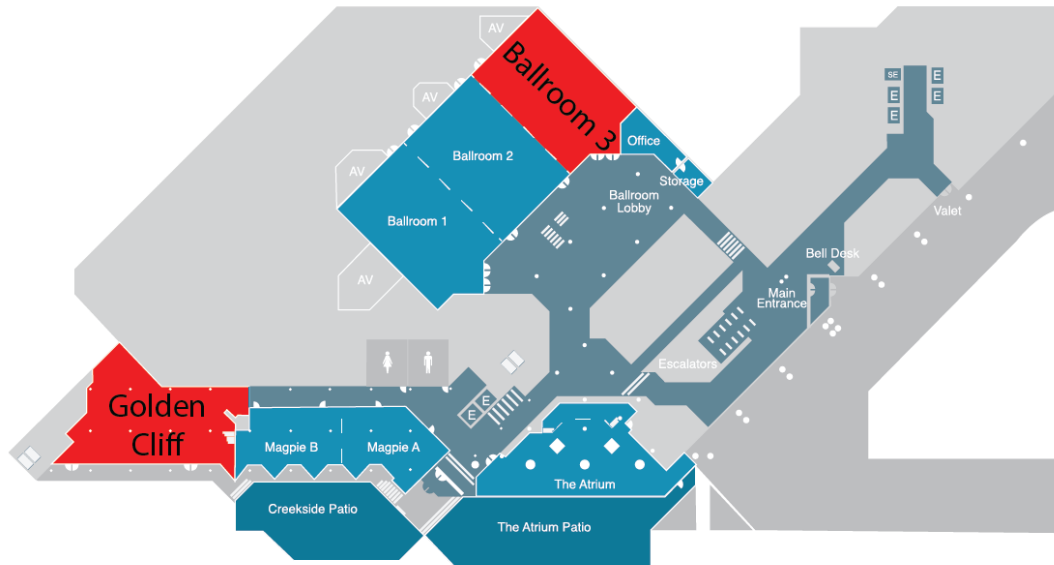 AV
Ballroom 3
AV
Office
Ballroom 2
AV
Storage
Ballroom
Lobby
Ballroom 1
AV
SE
E
E
E
E
Valet
Bell Desk
Main
Entrance
Escalators
E
E
Golden
Cliff
Magpie B
Magpie A
The Atrium
Creekside Patio
The Atrium Patio